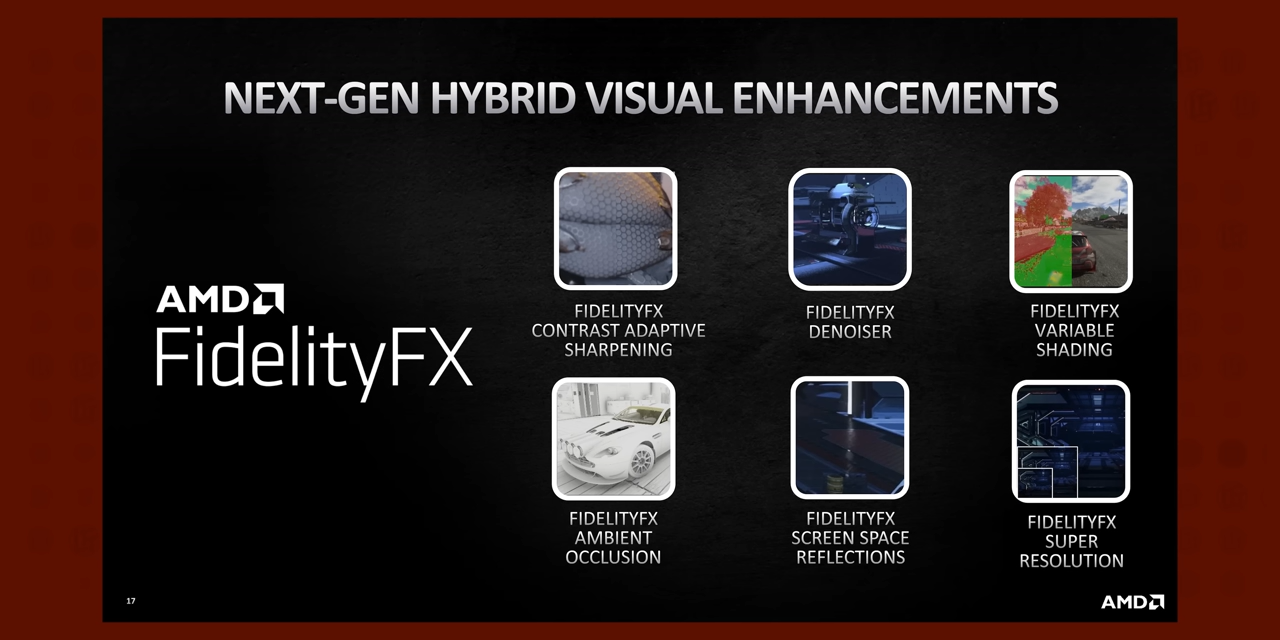 NEXT-GEN HYBRID VISUAL ENHANCEMENTS
AMD
FidelityFX
FIDELITYFX
CONTRAST ADAPTIVE
SHARPENING
FIDELITYFX
DENOISER
FIDELITYFX
VARIABLE
SHADING
FIDELITYFX
AMBIENT
OCCLUSION
FIDELITYFX
SCREEN SPACE
REFLECTIONS
FIDELITYFX
SUPER
RESOLUTION
17
AMD